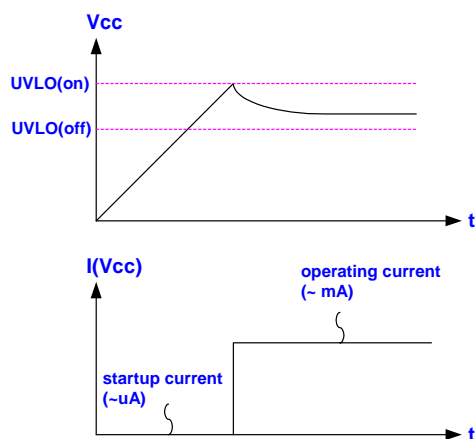 Vcc
UVLO(on)
UVLO(off)
t
I(Vcc)
operating current
(~ mA)
startup current
(~uA)
t